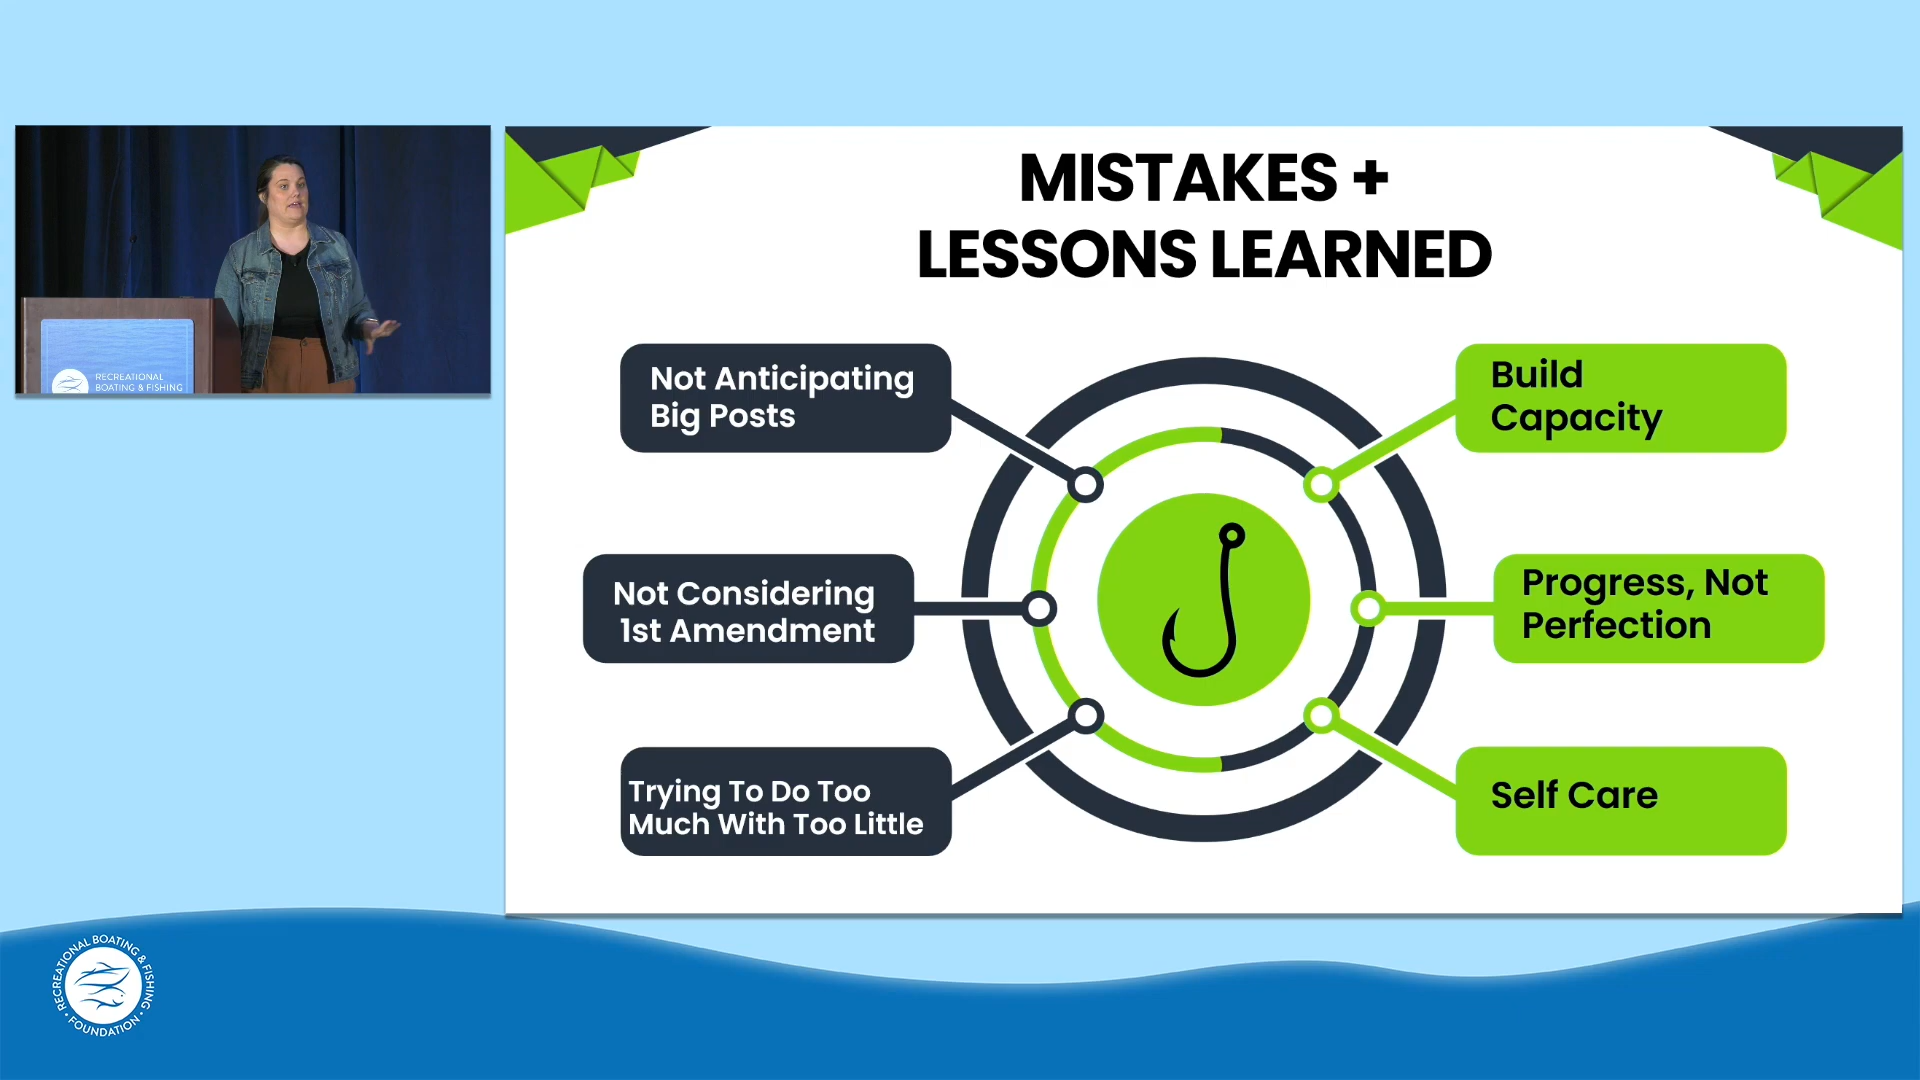 MISTAKES +
LESSONS LEARNED
Not Anticipating
Big Posts
Not Considering
1st Amendment
Trying To Do Too
Much With Too Little
Build
Capacity
Progress, Not
Perfection
Self Care
RECREATIONAL
BOATING & FISHING
RECREATIONAL BOATING & FISHING
• FOUNDATION •